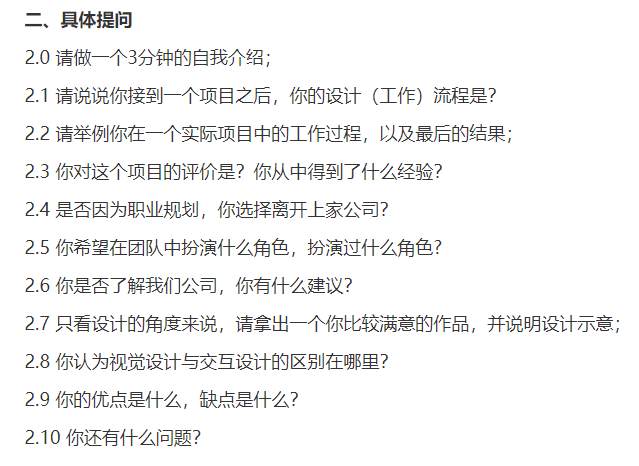 二、具体提问
2.0 请做一个3分钟的自我介绍；
2.1 请说说你接到一个项目之后，你的设计（工作）流程是？
2.2 请举例你在一个实际项目中的工作过程，以及最后的结果；
2.3 你对这个项目的评价是？你从中得到了什么经验？
2.4 是否因为职业规划，你选择离开上家公司？
2.5 你希望在团队中扮演什么角色，扮演过什么角色？
2.6 你是否了解我们公司，你有什么建议？
2.7 只看设计的角度来说，请拿出一个你比较满意的作品，并说明设计示意；
2.8 你认为视觉设计与交互设计的区别在哪里？
2.9 你的优点是什么，缺点是什么？
2.10 你还有什么问题？